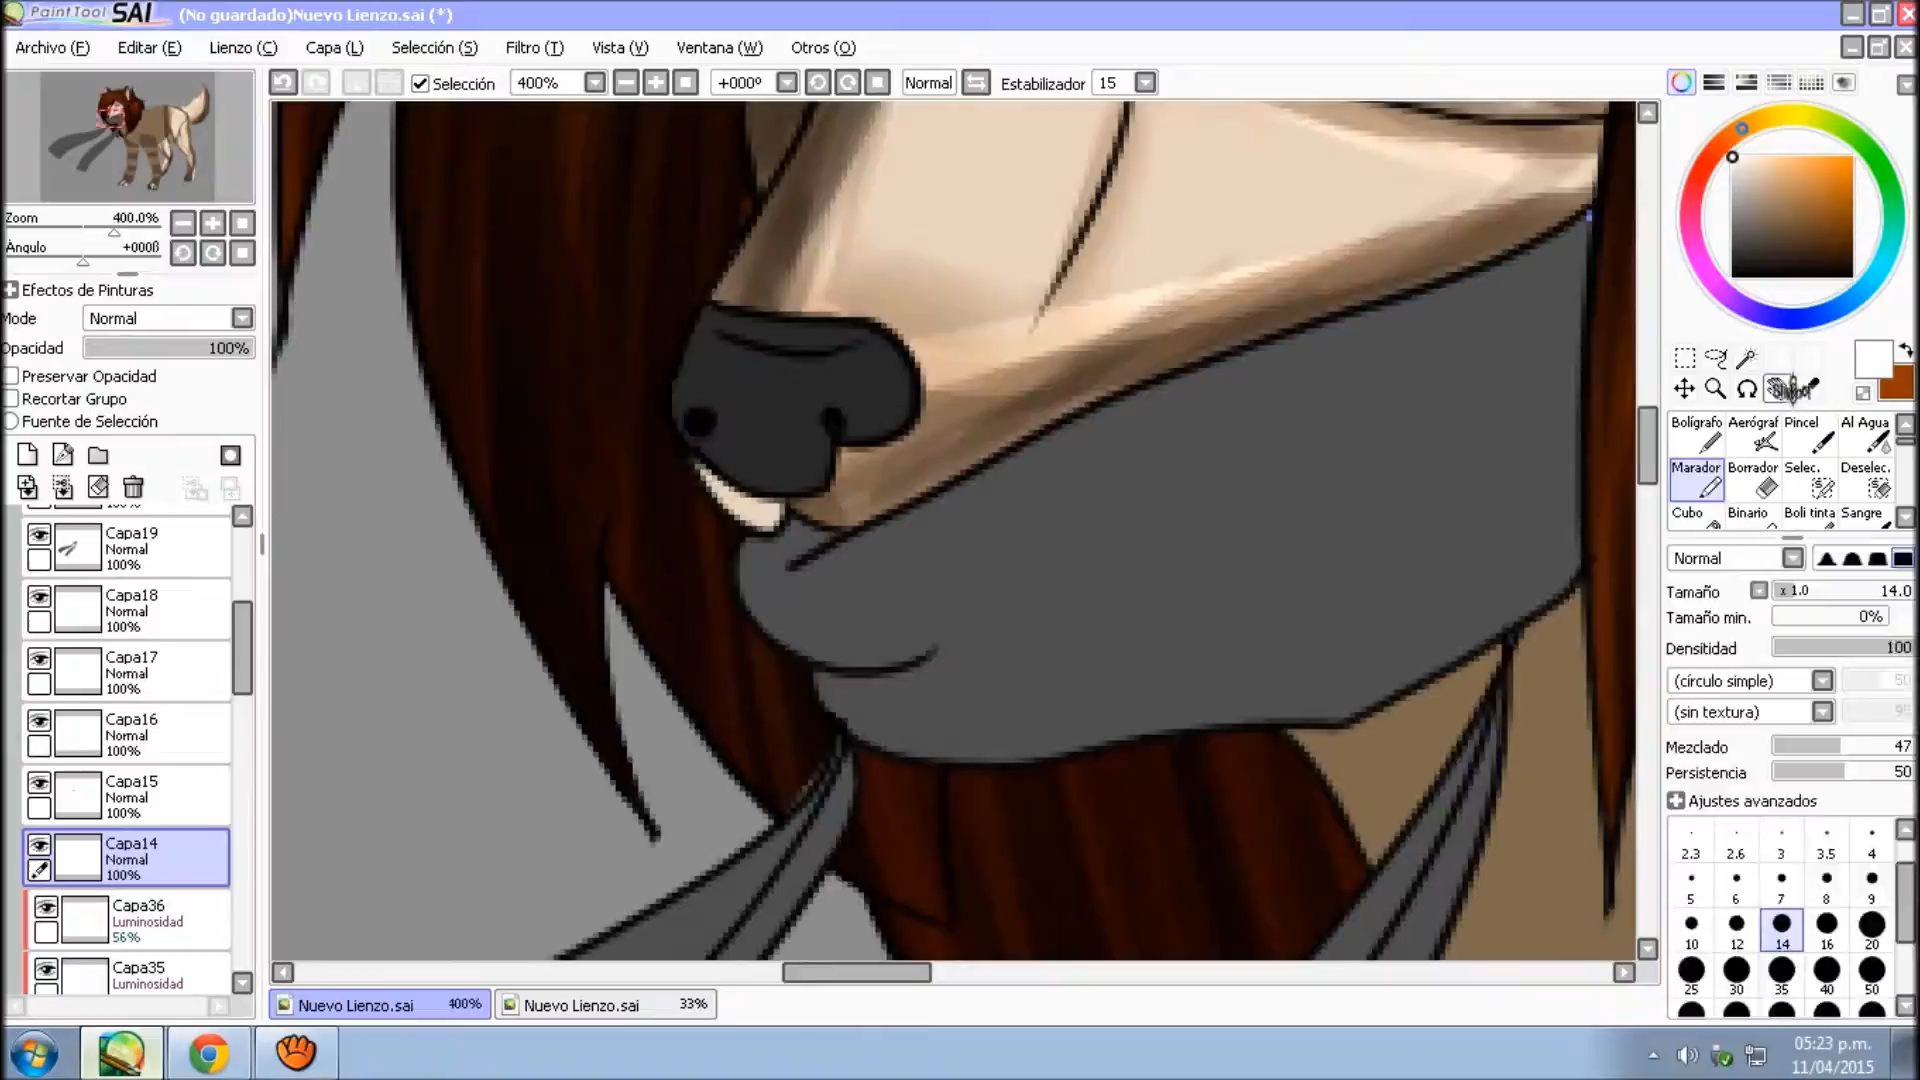 PaintTool SAI (No guardado)Nuevo Lienzo.sai (*)
Archivo (F) Editar (E) Lienzo (C) Capa (L) Selección (S) Filtro (T) Vista (V) Ventana (W) Otros (O)
Selección 400% +000º Normal Estabilizador 15
Zoom 400.0%
Ángulo +000ß
Efectos de Pinturas
Mode Normal
Opacidad 100%
Preservar Opacidad
Recortar Grupo
Fuente de Selección
Capa19
Normal
100%
Capa18
Normal
100%
Capa17
Normal
100%
Capa16
Normal
100%
Capa15
Normal
100%
Capa14
Normal
100%
Capa36
Luminosidad
56%
Capa35
Luminosidad
Bolígrafo Aerógraf Pincel Al Agua
Marador Borrador Selec. Deselec.
Cubo Binario Boli tinta Sangre
Normal
Tamaño x 1.0 14.0
Tamaño min. 0%
Densitidad 100
(círculo simple) 50
(sin textura) 95
Mezclado 47
Persistencia 50
Ajustes avanzados
2.3 2.6 3 3.5 4
5 6 7 8 9
10 12 14 16 20
25 30 35 40 50
Nuevo Lienzo.sai 400% Nuevo Lienzo.sai 33%
05:23 p.m.
11/04/2015